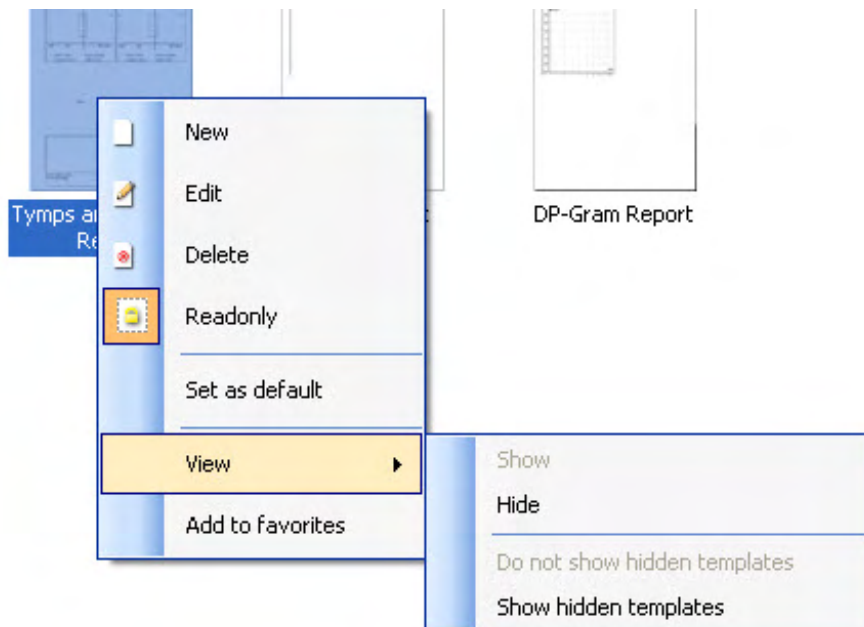 New
Edit
Tymps a
DP-Gram Report
Re
Delete
Readonly
Set as default
View
Show
Hide
Add to favorites
Do not show hidden templates
Show hidden templates